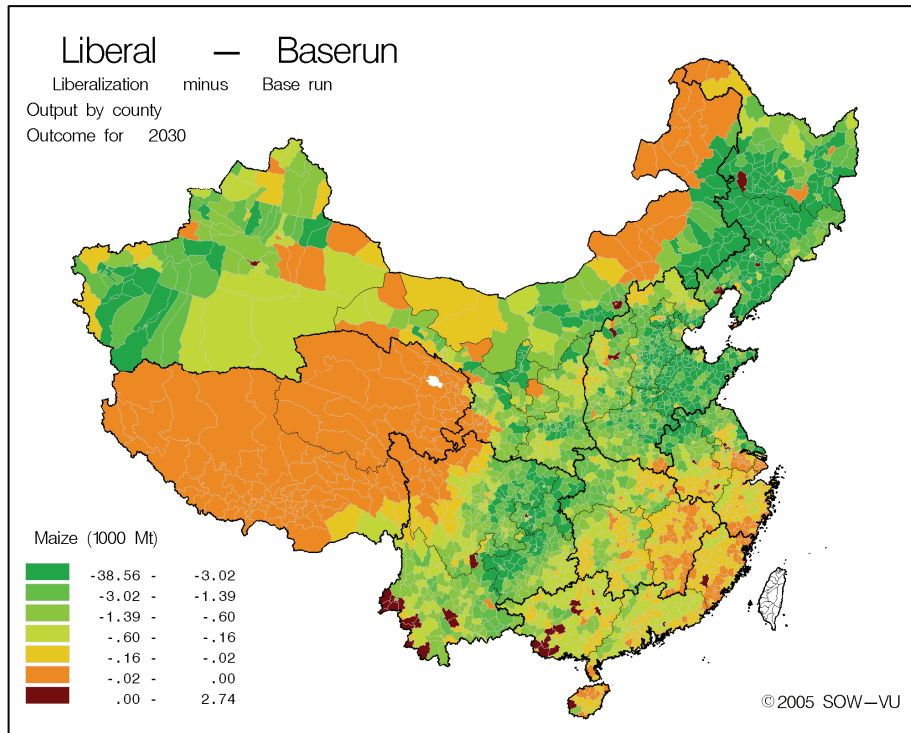 Liberal – Baserun
Liberalization minus Base run
Output by county
Outcome for 2030
Maize (1000 Mt)
-38.56 - -3.02
-3.02 - -1.39
-1.39 - -.60
-.60 - -.16
-.16 - -.02
-.02 - .00
.00 - 2.74
©2005 SOW–VU